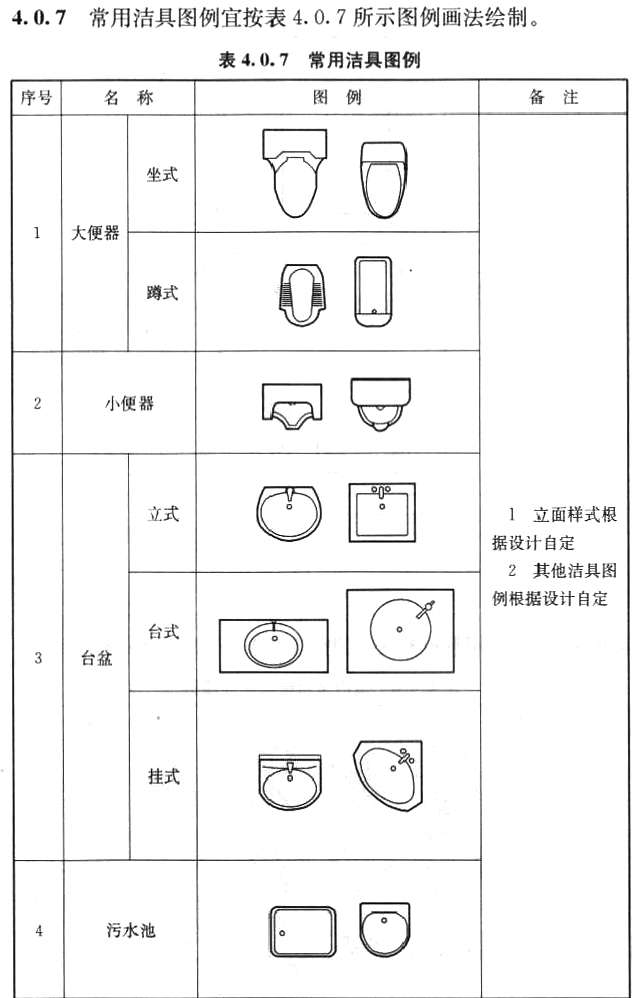 4.0.7 常用洁具图例宜按表 4.0.7 所示图例画法绘制。
表 4.0.7 常用洁具图例
序号 名 称 图 例 备 注
1 大便器 坐式
蹲式
2 小便器
3 台盆 立式
台式
挂式
4 污水池
1 立面样式根
据设计自定
2 其他洁具图
例根据设计自定